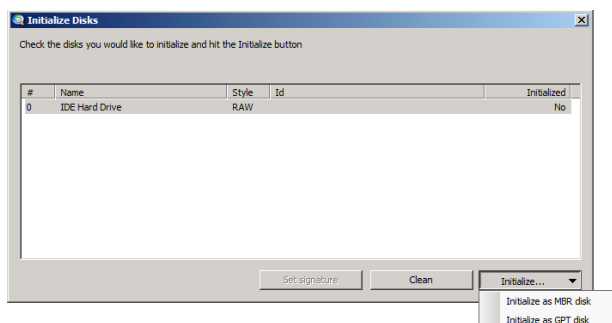 Initialize Disks
Check the disks you would like to initialize and hit the Initialize button
# Name Style Id Initialized
0 IDE Hard Drive RAW No
Set signature Clean Initialize...
Initialize as MBR disk
Initialize as GPT disk